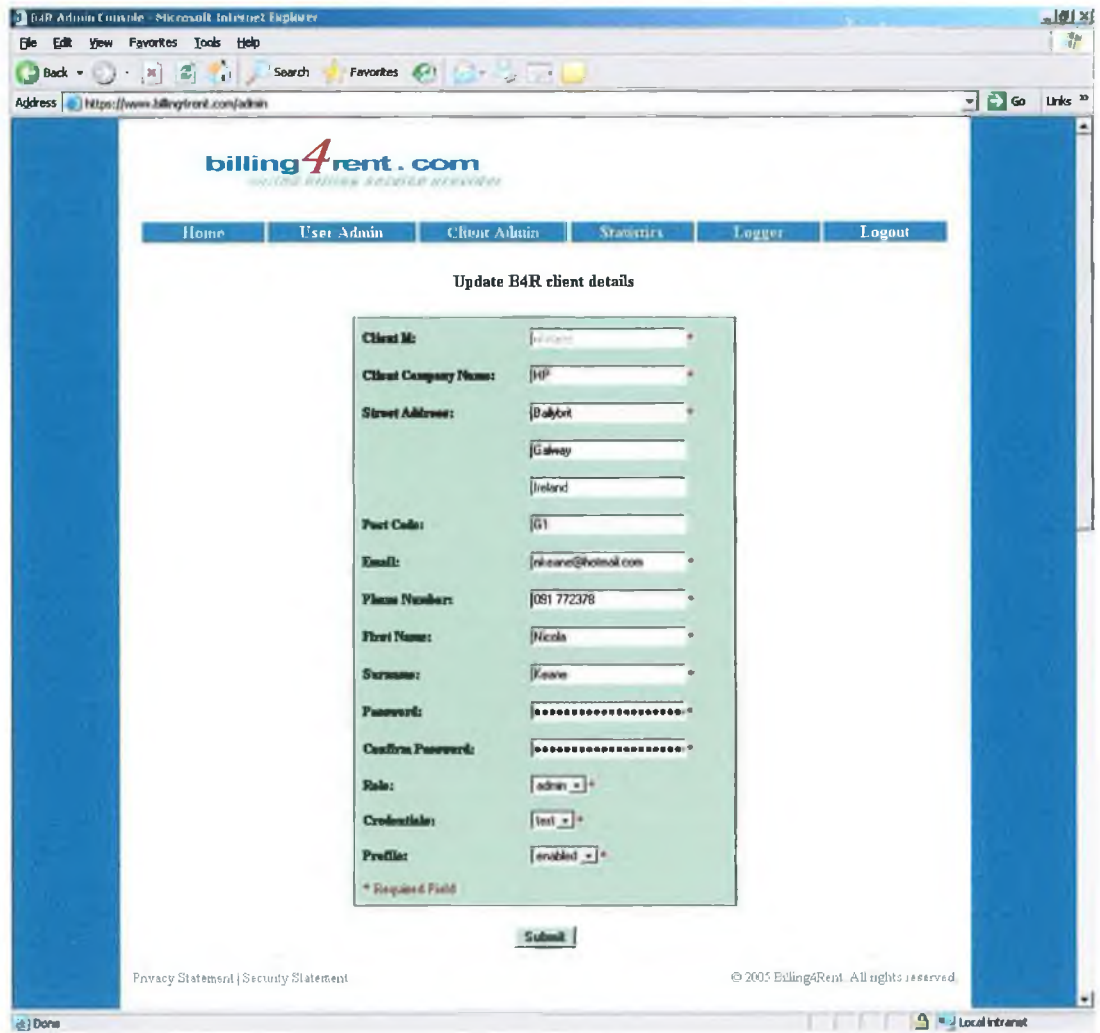 B4R Admin Console - Microsoft Internet Explorer
File Edit View Favorites Tools Help
Back Search Favorites
Address https://www.billing4rent.com/admin Go Links »
billing4rent.com
online billing service provider
Home User Admin Client Admin Statistics Logger Logout
Update B4R client details
Client Id: *
Client Company Name: HP *
Street Address: Ballybrit *
Galway
Ireland
Post Code: G1
Email: nkeane@hotmail.com *
Phone Number: 091 772378 *
First Name: Nicola *
Surname: Keane *
Password: •••••••••••••••••••• *
Confirm Password: •••••••••••••••••••• *
Role: admin *
Credentials: test *
Profile: enabled *
* Required Field
Submit
Privacy Statement | Security Statement © 2005 Billing4Rent. All rights reserved.
Done Local intranet